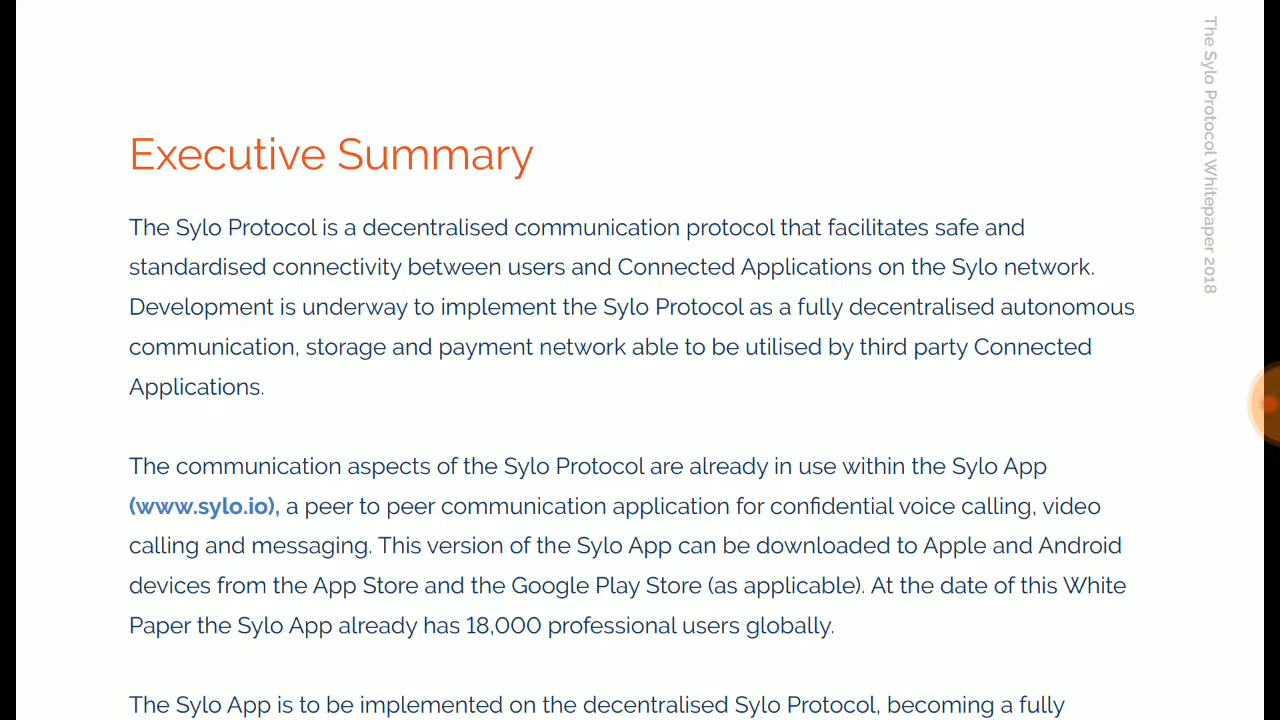 The Sylo Protocol Whitepaper 2018
Executive Summary
The Sylo Protocol is a decentralised communication protocol that facilitates safe and
standardised connectivity between users and Connected Applications on the Sylo network.
Development is underway to implement the Sylo Protocol as a fully decentralised autonomous
communication, storage and payment network able to be utilised by third party Connected
Applications.
The communication aspects of the Sylo Protocol are already in use within the Sylo App
(www.sylo.io), a peer to peer communication application for confidential voice calling, video
calling and messaging. This version of the Sylo App can be downloaded to Apple and Android
devices from the App Store and the Google Play Store (as applicable). At the date of this White
Paper the Sylo App already has 18,000 professional users globally.
The Sylo App is to be implemented on the decentralised Sylo Protocol, becoming a fully